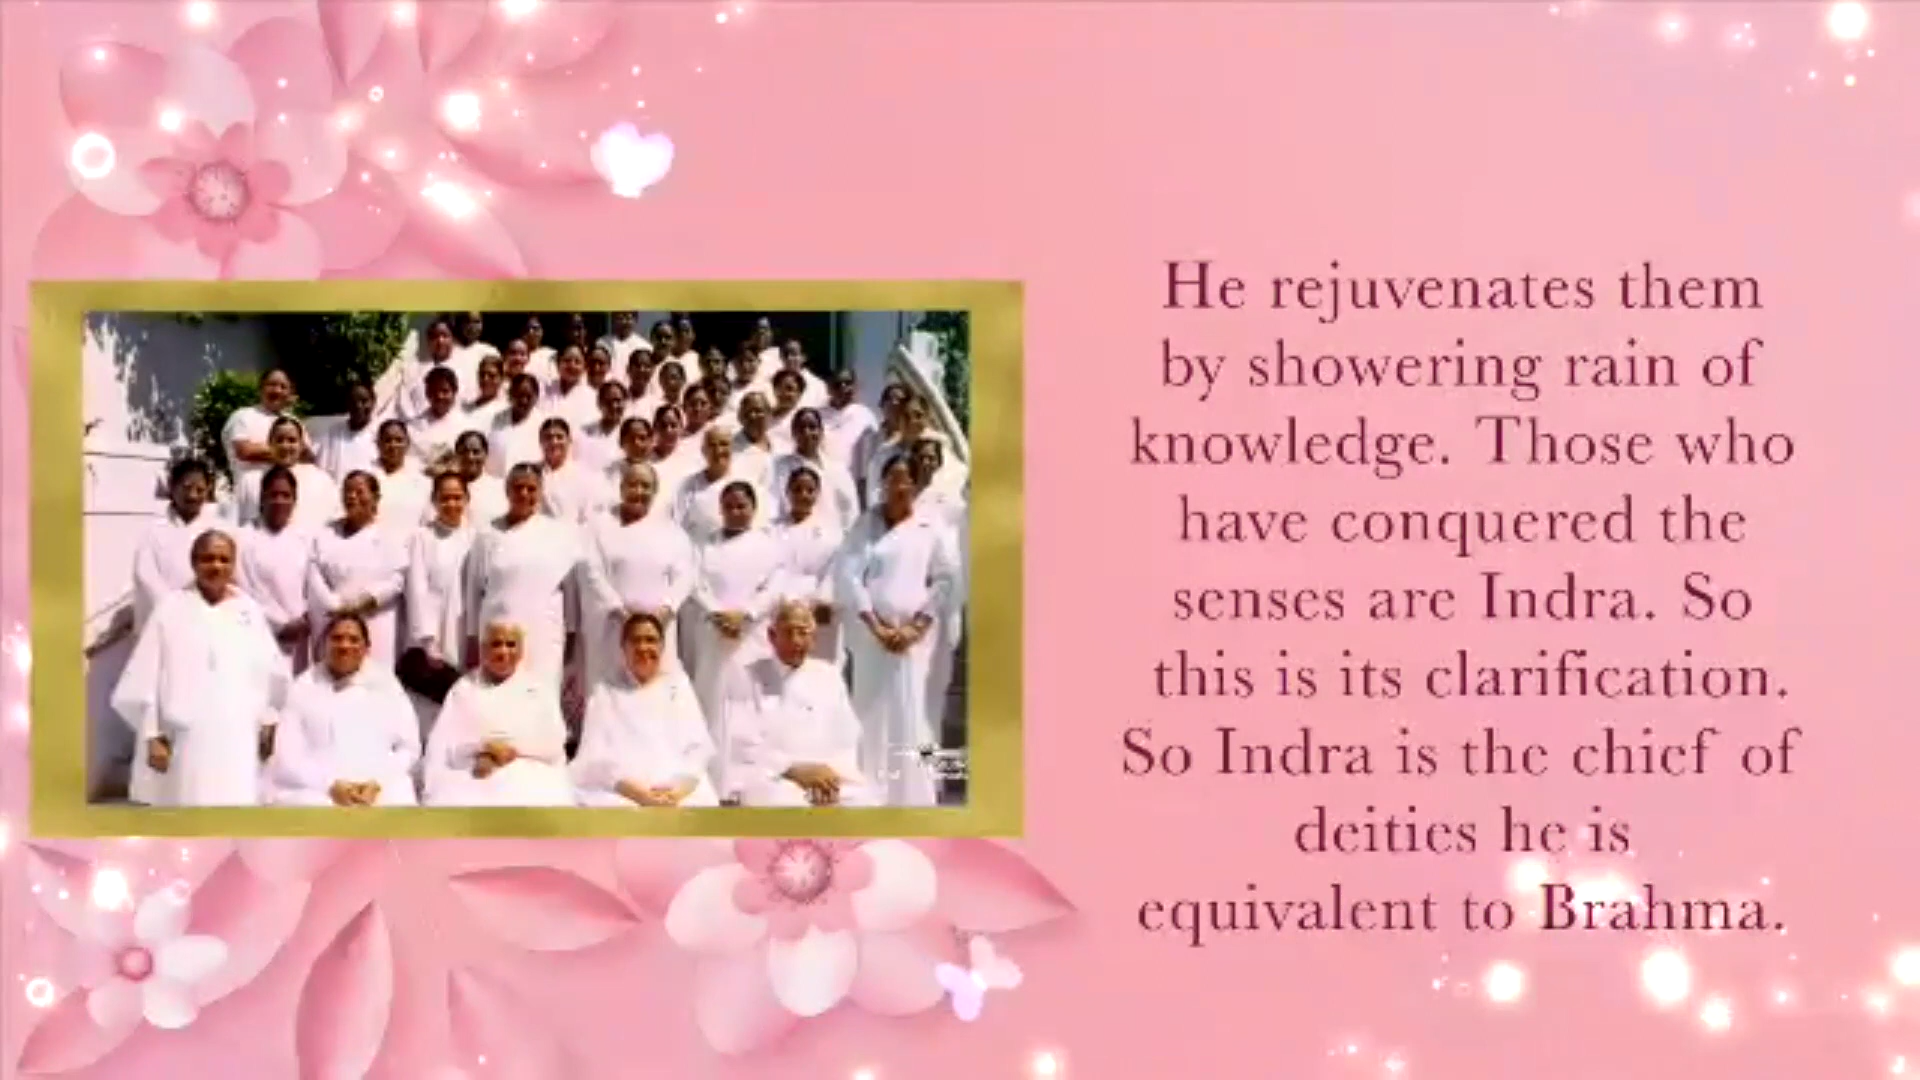 He rejuvenates them
by showering rain of
knowledge. Those who
have conquered the
senses are Indra. So
this is its clarification.
So Indra is the chief of
deities he is
equivalent to Brahma.